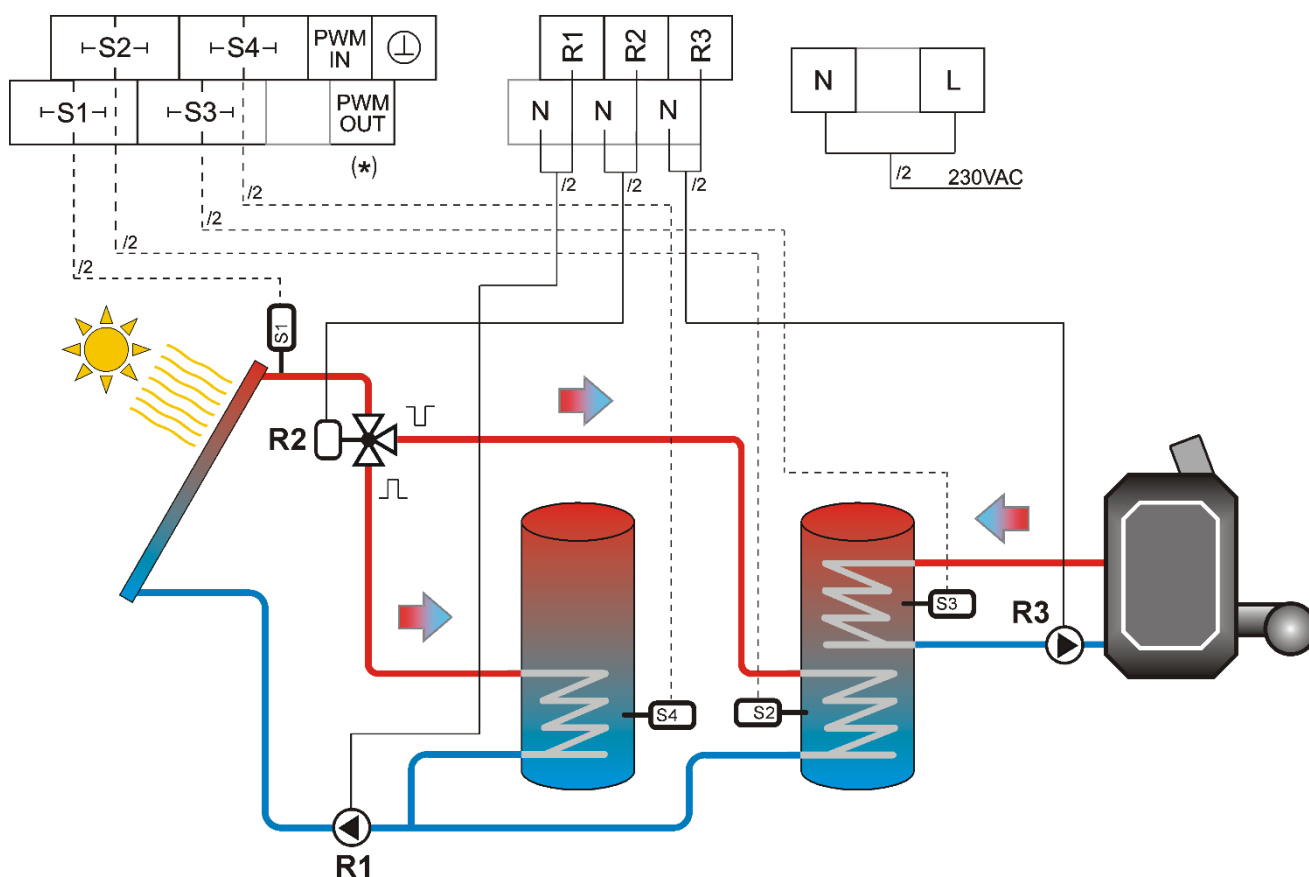 S2 S4 PWM IN
S1 S3 PWM OUT
(*)
R1 R2 R3
N N N
N L
/2 230VAC
/2
/2
/2
/2
/2
/2
/2
S1
R2
S3
R3
S4
S2
R1